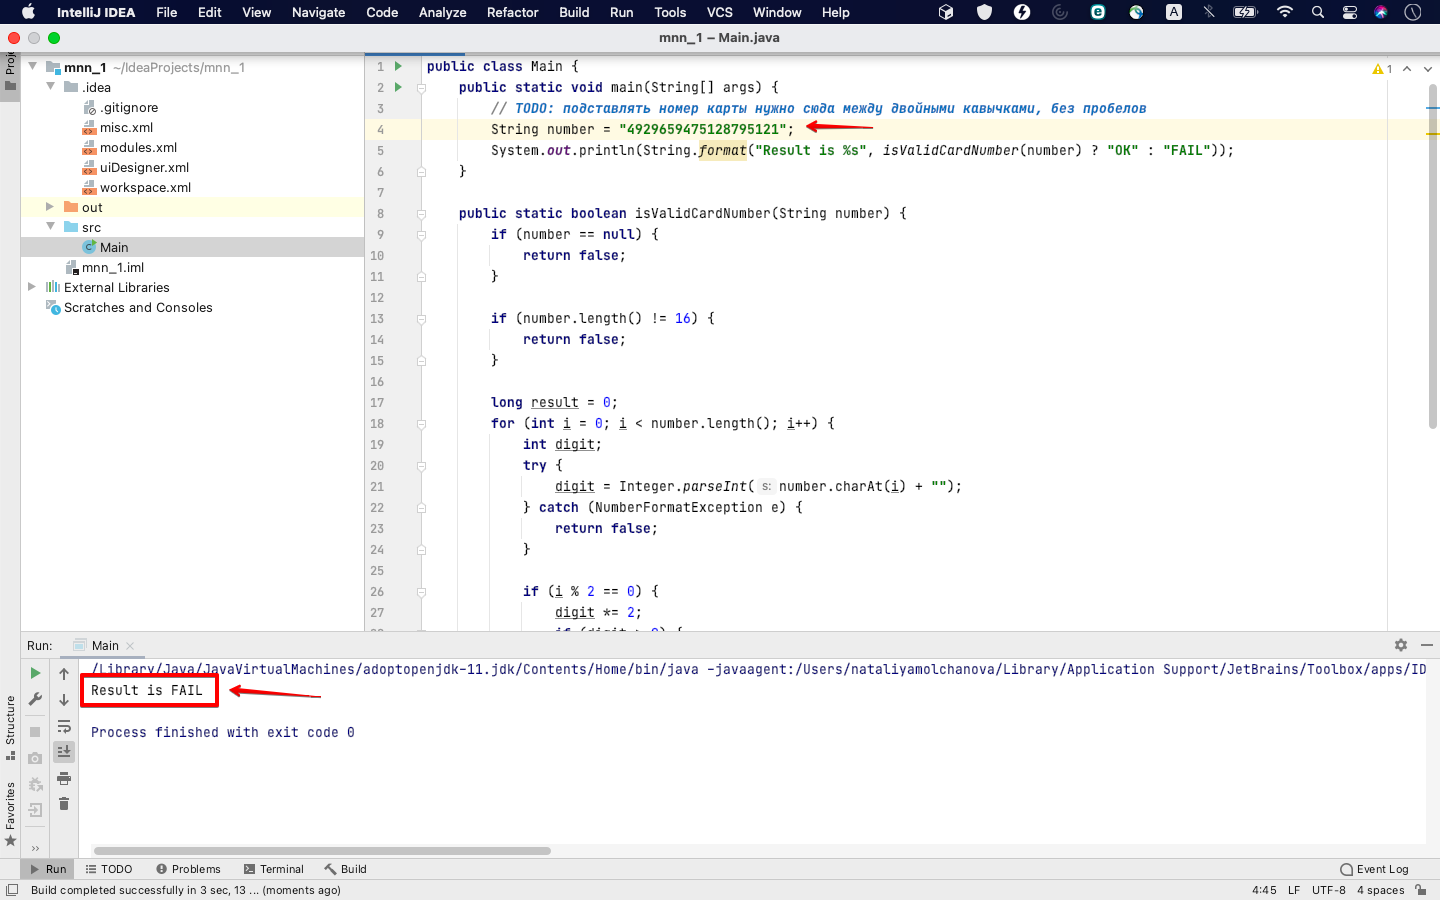 IntelliJ IDEA File Edit View Navigate Code Analyze Refactor Build Run Tools VCS Window Help
mnn_1 – Main.java
mnn_1 ~/IdeaProjects/mnn_1
.idea
.gitignore
misc.xml
modules.xml
uiDesigner.xml
workspace.xml
out
src
Main
mnn_1.iml
External Libraries
Scratches and Consoles
1 public class Main {
2 public static void main(String[] args) {
3 // TODO: подставлять номер карты нужно сюда между двойными кавычками, без пробелов
4 String number = "4929659475128795121";
5 System.out.println(String.format("Result is %s", isValidCardNumber(number) ? "OK" : "FAIL"));
6 }
7
8 public static boolean isValidCardNumber(String number) {
9 if (number == null) {
10 return false;
11 }
12
13 if (number.length() != 16) {
14 return false;
15 }
16
17 long result = 0;
18 for (int i = 0; i < number.length(); i++) {
19 int digit;
20 try {
21 digit = Integer.parseInt( s: number.charAt(i) + "");
22 } catch (NumberFormatException e) {
23 return false;
24 }
25
26 if (i % 2 == 0) {
27 digit *= 2;
1
Run: Main
/Library/Java/JavaVirtualMachines/adoptopenjdk-11.jdk/Contents/Home/bin/java -javaagent:/Users/nataliyamolchanova/Library/Application Support/JetBrains/Toolbox/apps/ID
Result is FAIL
Process finished with exit code 0
Structure
Favorites
Run TODO Problems Terminal Build Event Log
Build completed successfully in 3 sec, 13 ... (moments ago) 4:45 LF UTF-8 4 spaces